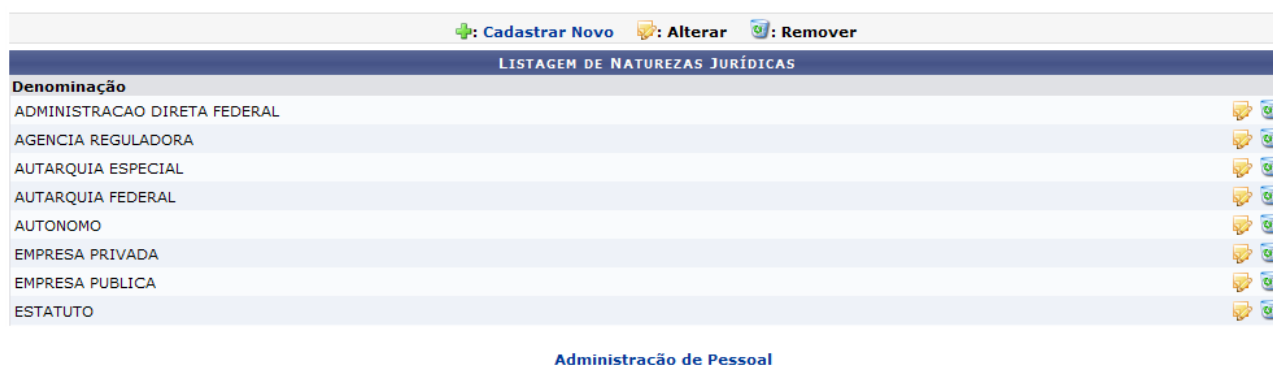 : Cadastrar Novo : Alterar : Remover
LISTAGEM DE NATUREZAS JURÍDICAS
Denominação
ADMINISTRACAO DIRETA FEDERAL
AGENCIA REGULADORA
AUTARQUIA ESPECIAL
AUTARQUIA FEDERAL
AUTONOMO
EMPRESA PRIVADA
EMPRESA PUBLICA
ESTATUTO
Administração de Pessoal